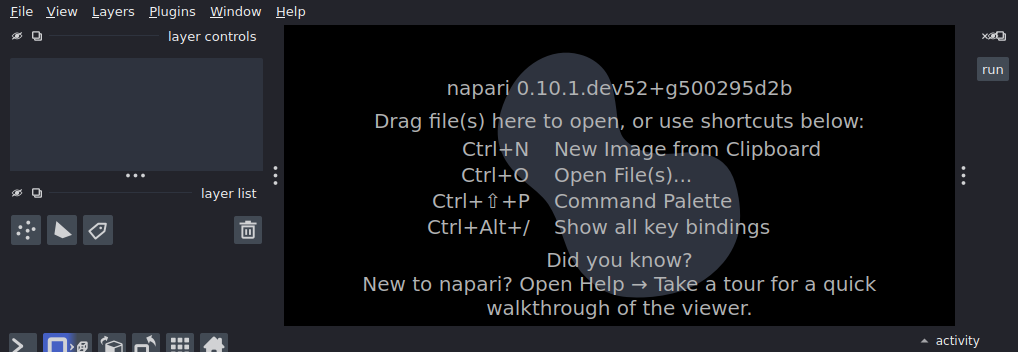 File View Layers Plugins Window Help
layer controls
run
napari 0.10.1.dev52+g500295d2b
Drag file(s) here to open, or use shortcuts below:
Ctrl+N New Image from Clipboard
Ctrl+O Open File(s)...
Ctrl+⇧+P Command Palette
Ctrl+Alt+/ Show all key bindings
layer list
Did you know?
New to napari? Open Help → Take a tour for a quick
walkthrough of the viewer.
activity